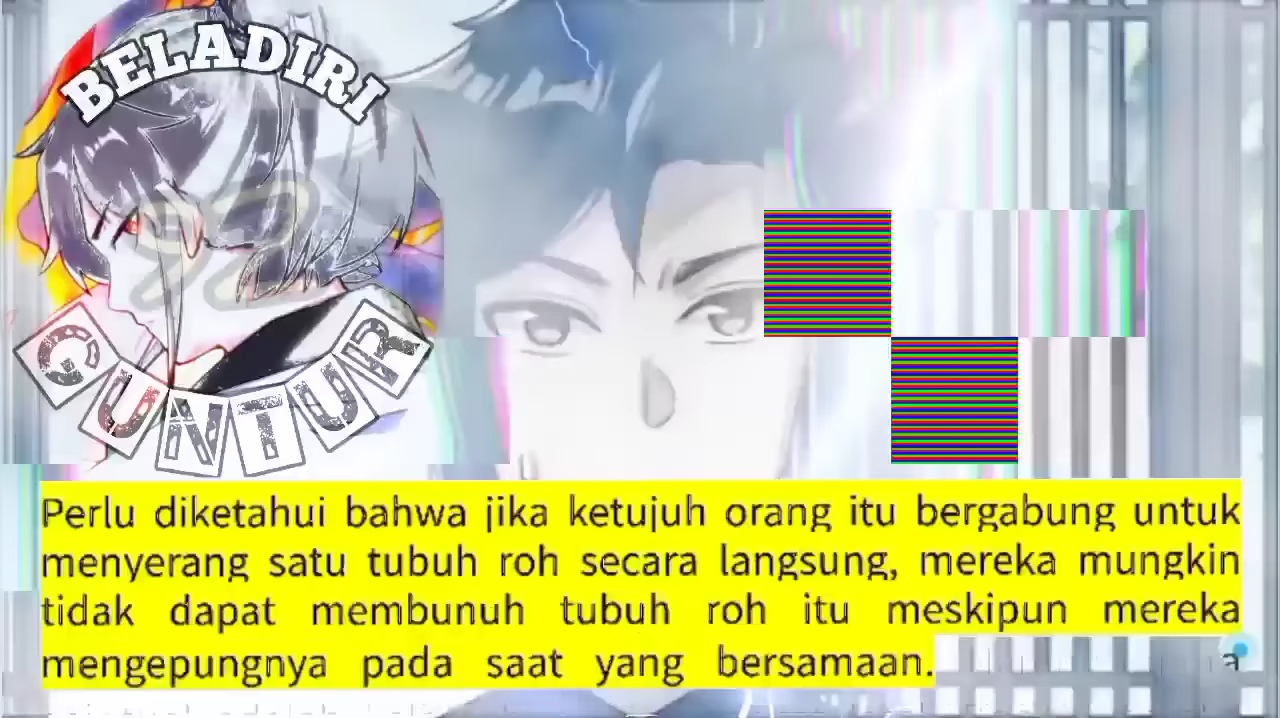 BELADIRI
GUNTUR
Perlu diketahui bahwa jika ketujuh orang itu bergabung untuk
menyerang satu tubuh roh secara langsung, mereka mungkin
tidak dapat membunuh tubuh roh itu meskipun mereka
mengepungnya pada saat yang bersamaan.